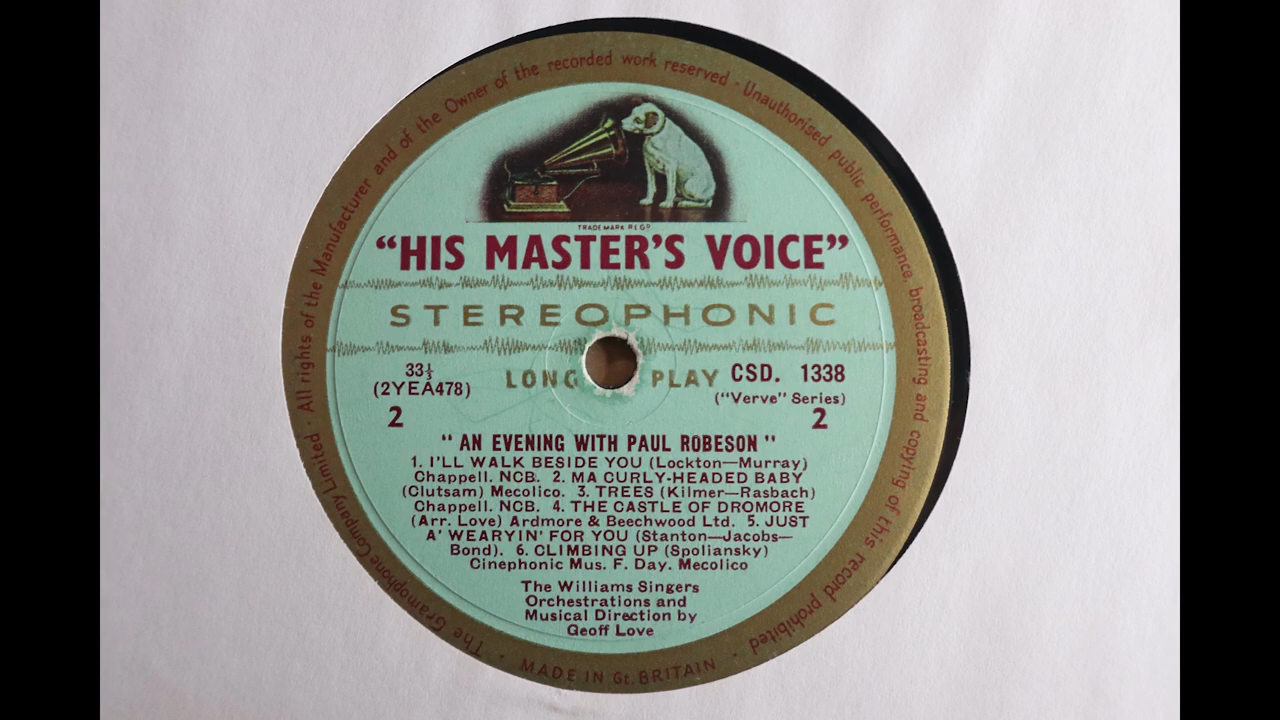 The Gramophone Company Limited · All rights of the Manufacturer and of the Owner of the recorded work reserved · Unauthorised public performance, broadcasting and copying of this record prohibited ·
TRADE MARK REGD
“HIS MASTER'S VOICE”
STEREOPHONIC
33⅓ LONG PLAY CSD. 1338
(2YEA478) ("Verve" Series)
2 2
" AN EVENING WITH PAUL ROBESON "
1. I'LL WALK BESIDE YOU (Lockton—Murray)
Chappell. NCB. 2. MA CURLY-HEADED BABY
(Clutsam) Mecolico. 3. TREES (Kilmer—Rasbach)
Chappell. NCB. 4. THE CASTLE OF DROMORE
(Arr. Love) Ardmore & Beechwood Ltd. 5. JUST
A' WEARYIN' FOR YOU (Stanton—Jacobs—
Bond). 6. CLIMBING UP (Spoliansky)
Cinephonic Mus. F. Day. Mecolico
The Williams Singers
Orchestrations and
Musical Direction by
Geoff Love
· MADE IN Gt. BRITAIN ·